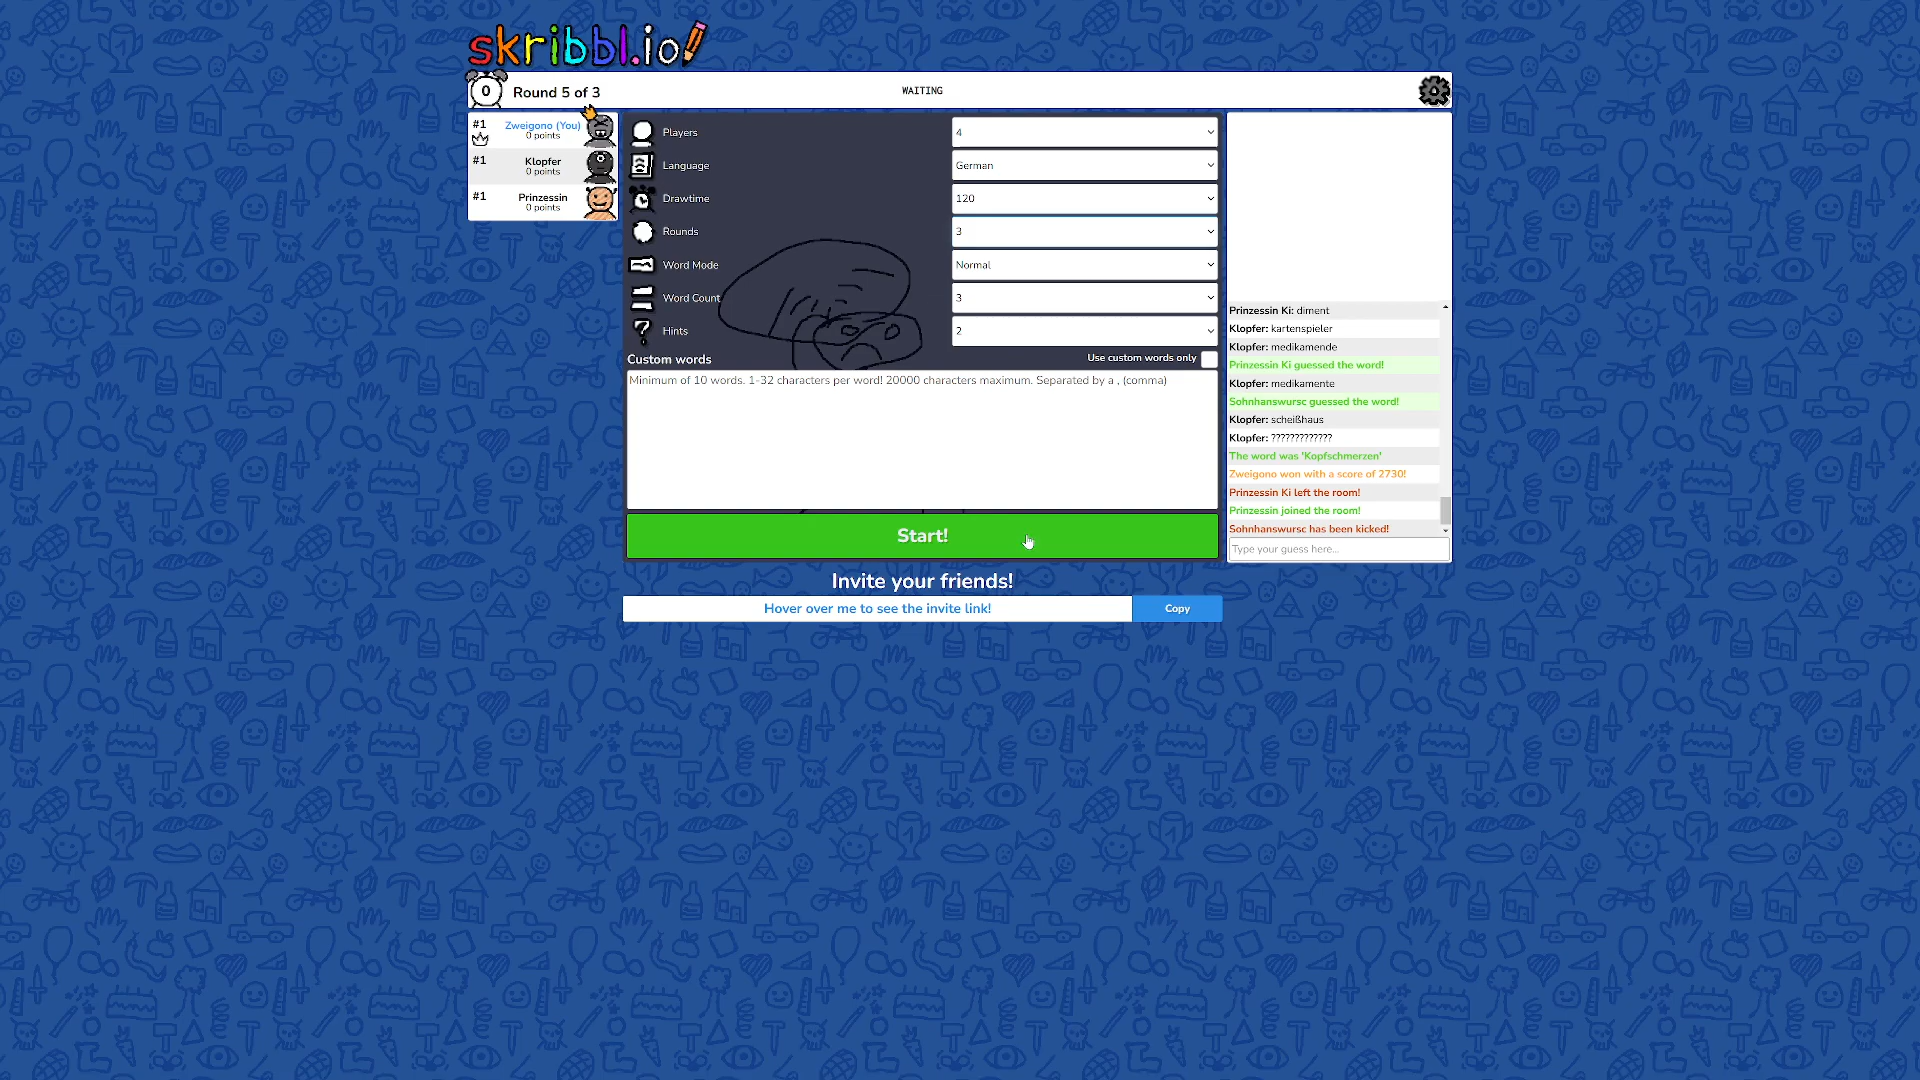 skribbl.io
0
Round 5 of 3
WAITING
#1
Zweigono (You)
0 points
#1
Klopfer
0 points
#1
Prinzessin
0 points
Players
4
Language
German
Drawtime
120
Rounds
3
Word Mode
Normal
Word Count
3
Hints
2
Custom words
Use custom words only
Minimum of 10 words. 1-32 characters per word! 20000 characters maximum. Separated by a , (comma)
Start!
Invite your friends!
Hover over me to see the invite link!
Copy
Prinzessin Ki: diment
Klopfer: kartenspieler
Klopfer: medikamende
Prinzessin Ki guessed the word!
Klopfer: medikamente
Sohnhanswursc guessed the word!
Klopfer: scheißhaus
Klopfer: ?????????????
The word was 'Kopfschmerzen'
Zweigono won with a score of 2730!
Prinzessin Ki left the room!
Prinzessin joined the room!
Sohnhanswursc has been kicked!
Type your guess here...